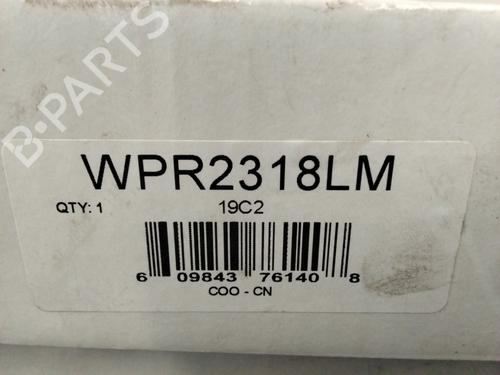 B-PARTS
WPR2318LM
QTY: 1 19C2
6 09843 76140 8
COO - CN